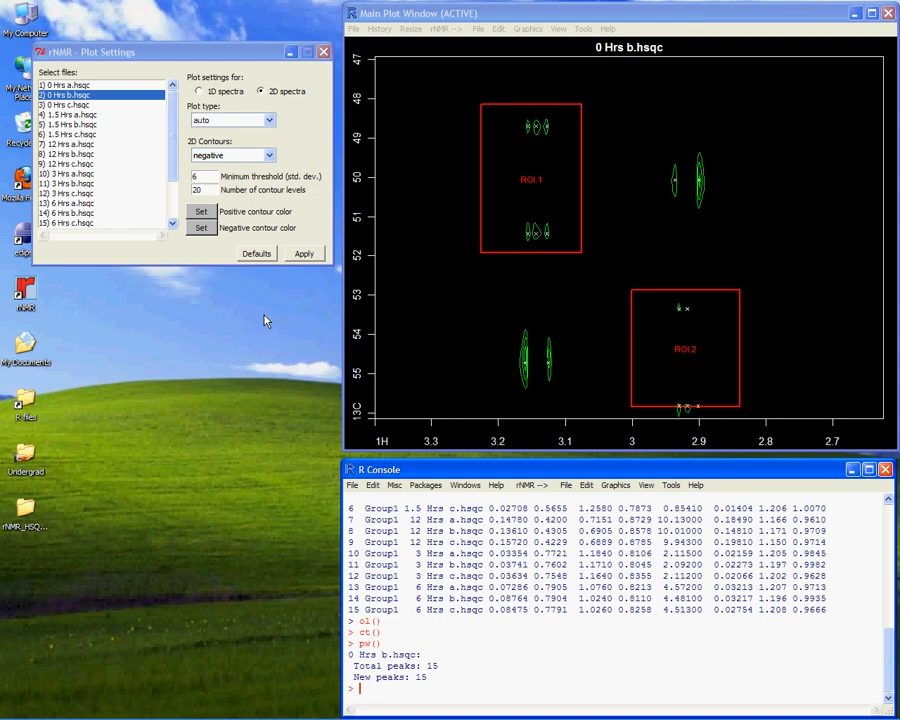 My Computer
My Net
Place
Recycle
Mozilla F
eclip
rNMR
My Documents
R files
Undergrad
rNMR_HSQ...
rNMR - Plot Settings
Select files:
1) 0 Hrs a.hsqc
2) 0 Hrs b.hsqc
3) 0 Hrs c.hsqc
4) 1.5 Hrs a.hsqc
5) 1.5 Hrs b.hsqc
6) 1.5 Hrs c.hsqc
7) 12 Hrs a.hsqc
8) 12 Hrs b.hsqc
9) 12 Hrs c.hsqc
10) 3 Hrs a.hsqc
11) 3 Hrs b.hsqc
12) 3 Hrs c.hsqc
13) 6 Hrs a.hsqc
14) 6 Hrs b.hsqc
15) 6 Hrs c.hsqc
Plot settings for:
1D spectra 2D spectra
Plot type:
auto
2D Contours:
negative
6 Minimum threshold (std. dev.)
20 Number of contour levels
Set Positive contour color
Set Negative contour color
Defaults Apply
Main Plot Window (ACTIVE)
File History Resize rNMR --> File Edit Graphics View Tools Help
0 Hrs b.hsqc
47
48
49
50
51
52
53
54
55
13C
ROI.1
ROI.2
1H 3.3 3.2 3.1 3 2.9 2.8 2.7
R Console
File Edit Misc Packages Windows Help rNMR --> File Edit Graphics View Tools Help
6 Group1 1.5 Hrs c.hsqc 0.02708 0.5655 1.2580 0.7873 0.85410 0.01404 1.206 1.0070
7 Group1 12 Hrs a.hsqc 0.14780 0.4200 0.7151 0.8729 10.13000 0.18490 1.166 0.9610
8 Group1 12 Hrs b.hsqc 0.13610 0.4305 0.6905 0.8578 10.01000 0.14810 1.171 0.9709
9 Group1 12 Hrs c.hsqc 0.15720 0.4229 0.6889 0.8785 9.94300 0.19810 1.150 0.9714
10 Group1 3 Hrs a.hsqc 0.03354 0.7721 1.1840 0.8106 2.11500 0.02159 1.205 0.9845
11 Group1 3 Hrs b.hsqc 0.03741 0.7602 1.1710 0.8045 2.09200 0.02273 1.197 0.9982
12 Group1 3 Hrs c.hsqc 0.03634 0.7548 1.1640 0.8355 2.11200 0.02066 1.202 0.9628
13 Group1 6 Hrs a.hsqc 0.07286 0.7905 1.0760 0.8213 4.57200 0.03213 1.207 0.9713
14 Group1 6 Hrs b.hsqc 0.08764 0.7904 1.0240 0.8110 4.48100 0.03217 1.196 0.9935
15 Group1 6 Hrs c.hsqc 0.08475 0.7791 1.0260 0.8258 4.51300 0.02754 1.208 0.9666
> ol()
> ct()
> pw()
0 Hrs b.hsqc:
Total peaks: 15
New peaks: 15
>